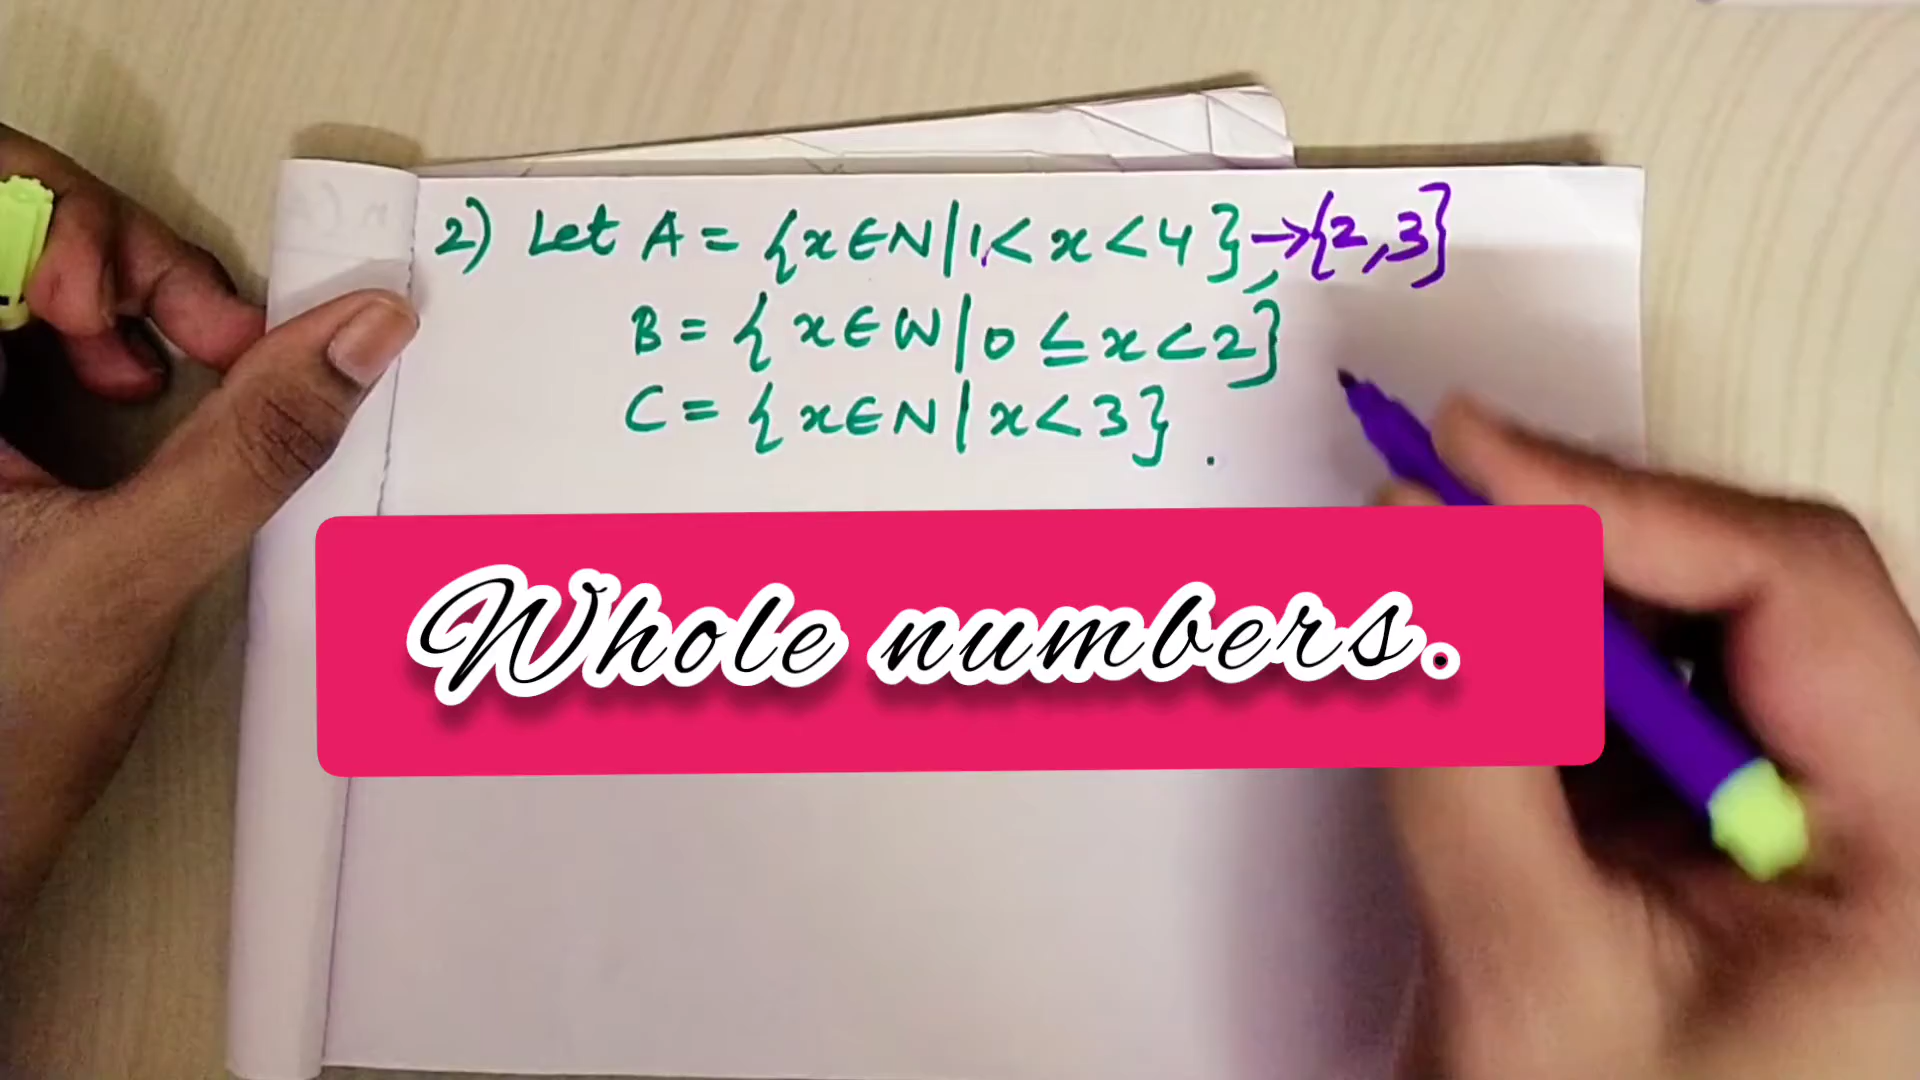 2) Let A = {x∈N|1<x<4}, →{2,3}
B = {x∈W|0≤x<2}
C = {x∈N|x<3}.
Whole numbers.